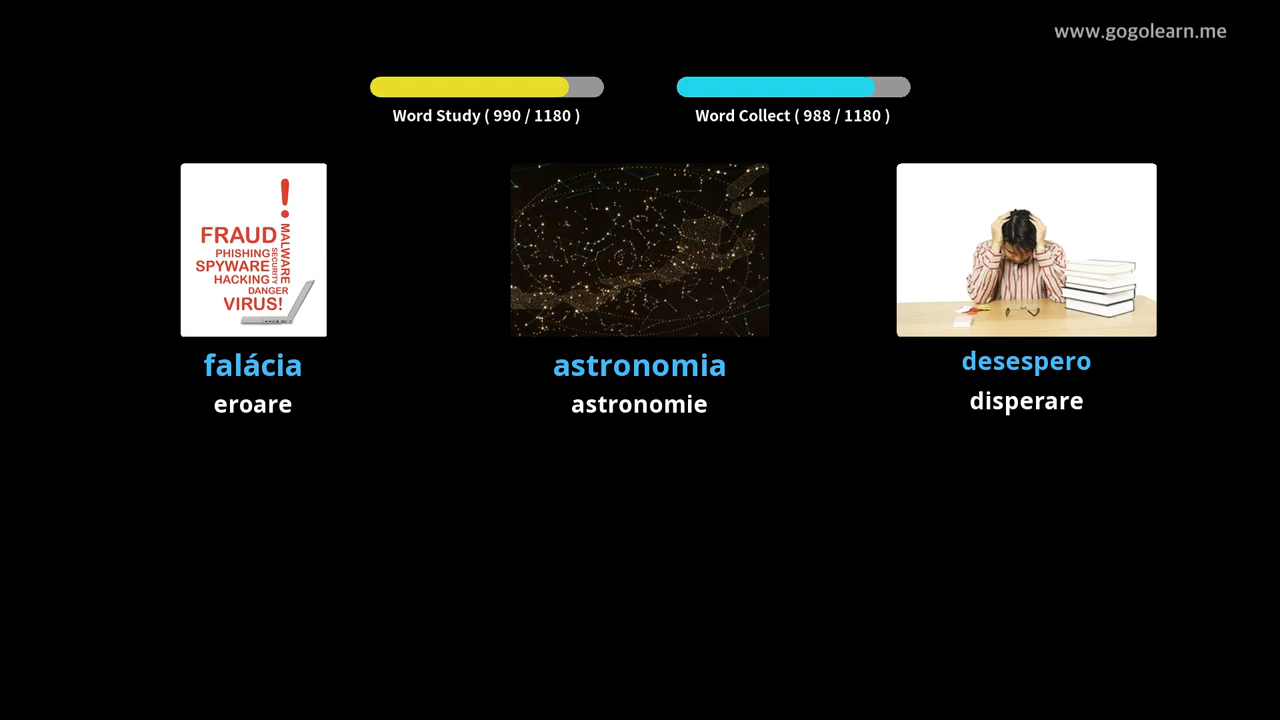 www.gogolearn.me
Word Study ( 990 / 1180 )
Word Collect ( 988 / 1180 )
!
FRAUD
PHISHING
SPYWARE
HACKING
DANGER
VIRUS!
SECURITY
MALWARE
falácia
eroare
astronomia
astronomie
desespero
disperare